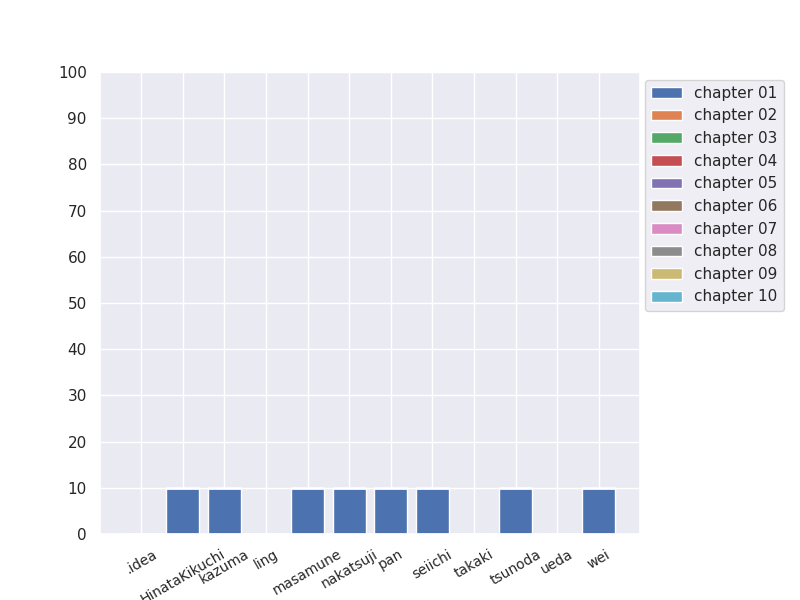 100
90
80
70
60
50
40
30
20
10
0
.idea
HinataKikuchi
kazuma
ling
masamune
nakatsuji
pan
seiichi
takaki
tsunoda
ueda
wei
chapter 01
chapter 02
chapter 03
chapter 04
chapter 05
chapter 06
chapter 07
chapter 08
chapter 09
chapter 10